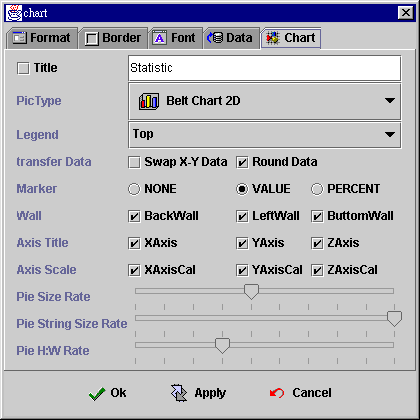 chart
Format Border Font Data Chart
Title Statistic
PicType Belt Chart 2D
Legend Top
transfer Data Swap X-Y Data Round Data
Marker NONE VALUE PERCENT
Wall BackWall LeftWall ButtomWall
Axis Title XAxis YAxis ZAxis
Axis Scale XAxisCal YAxisCal ZAxisCal
Pie Size Rate
Pie String Size Rate
Pie H:W Rate
Ok Apply Cancel